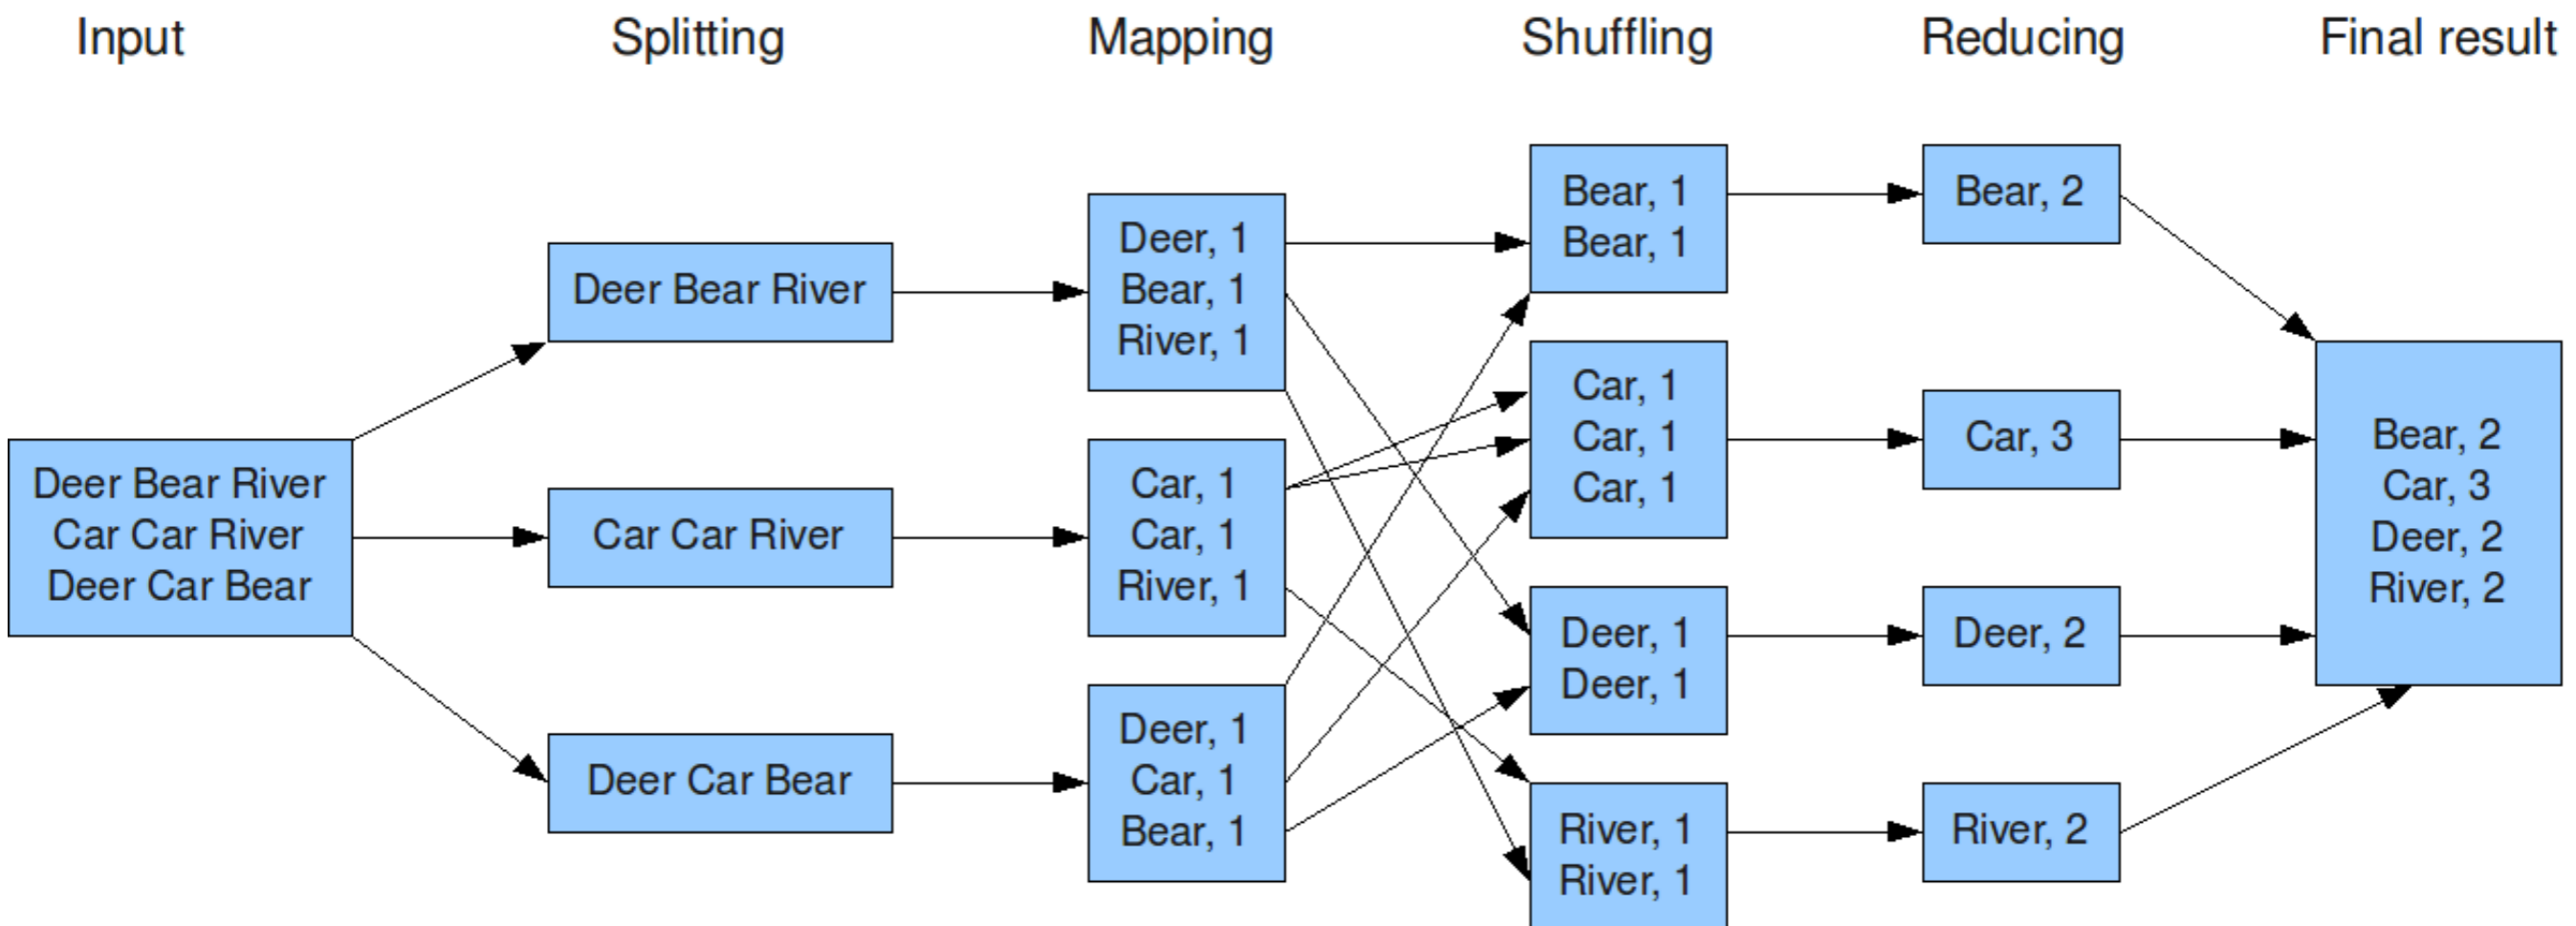 Input
Splitting
Mapping
Shuffling
Reducing
Final result
Deer Bear River
Car Car River
Deer Car Bear
Deer Bear River
Car Car River
Deer Car Bear
Deer, 1
Bear, 1
River, 1
Car, 1
Car, 1
River, 1
Deer, 1
Car, 1
Bear, 1
Bear, 1
Bear, 1
Car, 1
Car, 1
Car, 1
Deer, 1
Deer, 1
River, 1
River, 1
Bear, 2
Car, 3
Deer, 2
River, 2
Bear, 2
Car, 3
Deer, 2
River, 2